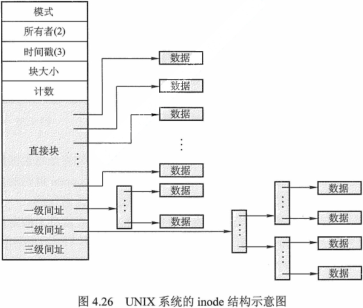 模式
所有者(2)
时间戳(3)
块大小
计数
直接块
一级间址
二级间址
三级间址
数据
数据
数据
数据
数据
数据
数据
数据
数据
数据
图 4.26 UNIX 系统的 inode 结构示意图